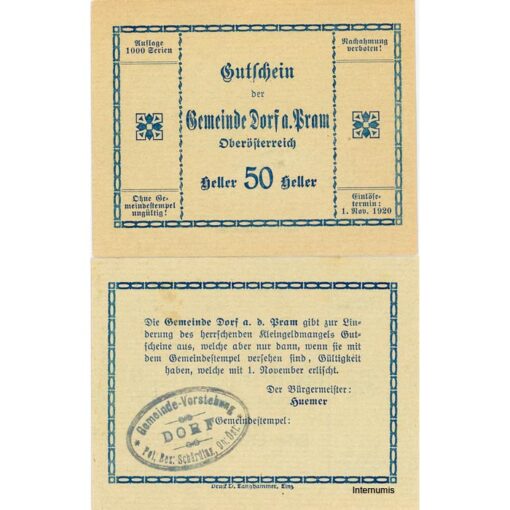 Auflage
1000 Serien
Nachahmung
verboten!
Gutschein
der
Gemeinde Dorf a. Pram
Oberösterreich
Heller 50 Heller
Ohne Ge-
meindestempel
ungültig!
Einlöse-
termin:
1. Nov. 1920
Die Gemeinde Dorf a. d. Pram gibt zur Lin-
derung des herrschenden Kleingeldmangels Gut-
scheine aus, welche aber nur dann, wenn sie mit
dem Gemeindestempel versehen sind, Gültigkeit
haben, welche mit 1. November erlischt.
Der Bürgermeister:
Huemer
Gemeindestempel:
Gemeinde-Vorstehung
DORF
Pol. Bez. Schärding, Ob. Öst.
Druck D. Langhammer, Linz
Internumis